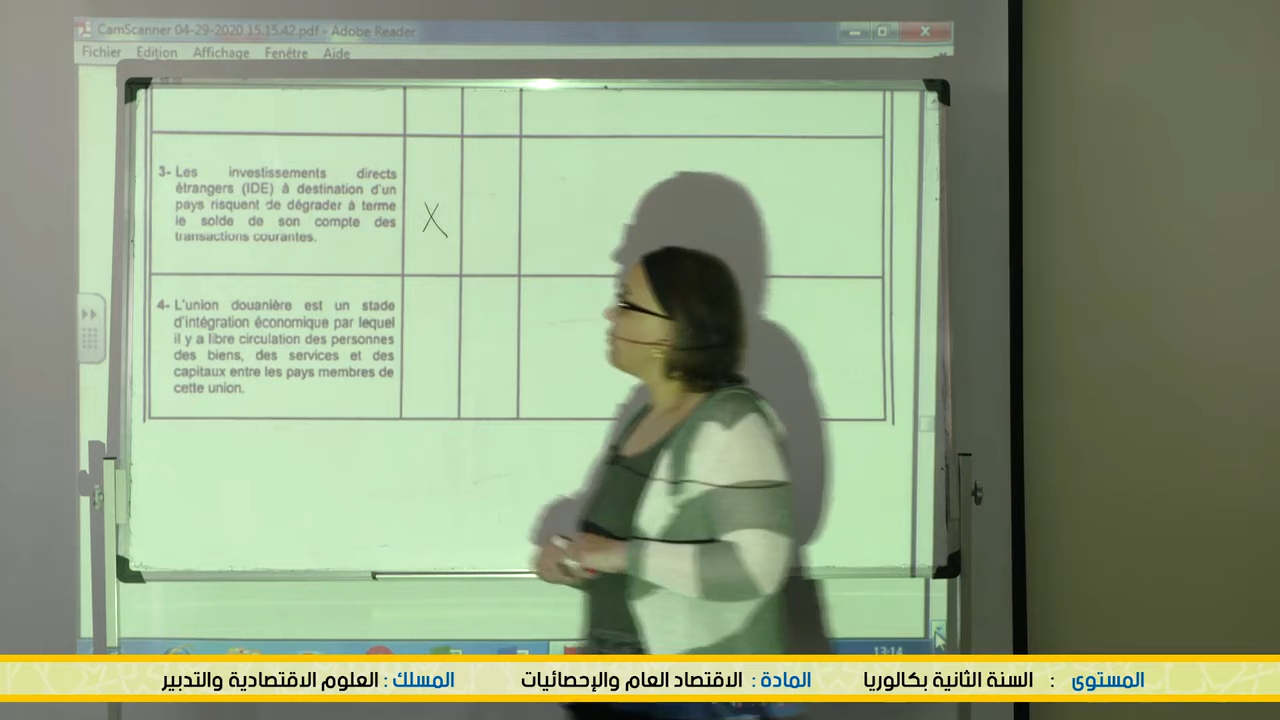 CamScanner 04-29-2020 15.15.42.pdf - Adobe Reader
Fichier Edition Affichage Fenêtre Aide
3- Les investissements directs
étrangers (IDE) à destination d'un
pays risquent de dégrader à terme
le solde de son compte des
transactions courantes.
X
4- L'union douanière est un stade
d'intégration économique par lequel
il y a libre circulation des personnes
des biens, des services et des
capitaux entre les pays membres de
cette union.
13:14
المستوى : السنة الثانية بكالوريا المادة : الاقتصاد العام والإحصائيات المسلك : العلوم الاقتصادية والتدبير